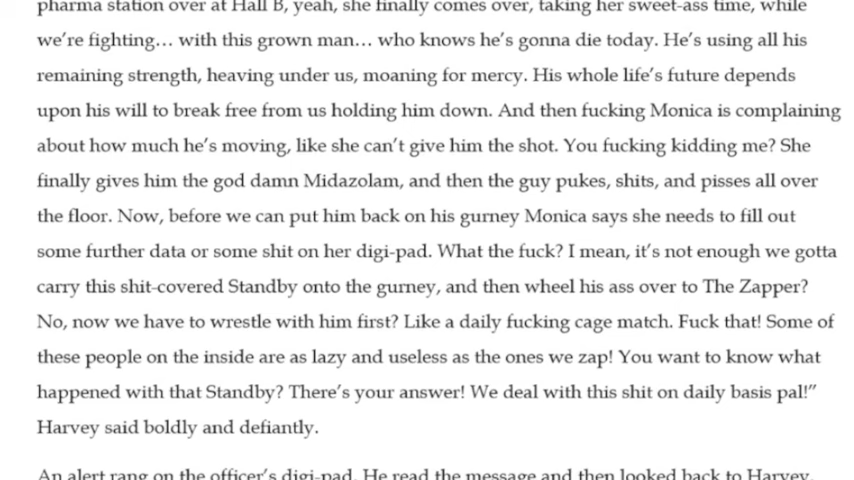 pharma station over at Hall B, yeah, she finally comes over, taking her sweet-ass time, while
we're fighting… with this grown man… who knows he's gonna die today. He's using all his
remaining strength, heaving under us, moaning for mercy. His whole life's future depends
upon his will to break free from us holding him down. And then fucking Monica is complaining
about how much he's moving, like she can't give him the shot. You fucking kidding me? She
finally gives him the god damn Midazolam, and then the guy pukes, shits, and pisses all over
the floor. Now, before we can put him back on his gurney Monica says she needs to fill out
some further data or some shit on her digi-pad. What the fuck? I mean, it's not enough we gotta
carry this shit-covered Standby onto the gurney, and then wheel his ass over to The Zapper?
No, now we have to wrestle with him first? Like a daily fucking cage match. Fuck that! Some of
these people on the inside are as lazy and useless as the ones we zap! You want to know what
happened with that Standby? There's your answer! We deal with this shit on daily basis pal!”
Harvey said boldly and defiantly.
An alert rang on the officer's digi-pad. He read the message and then looked back to Harvey.